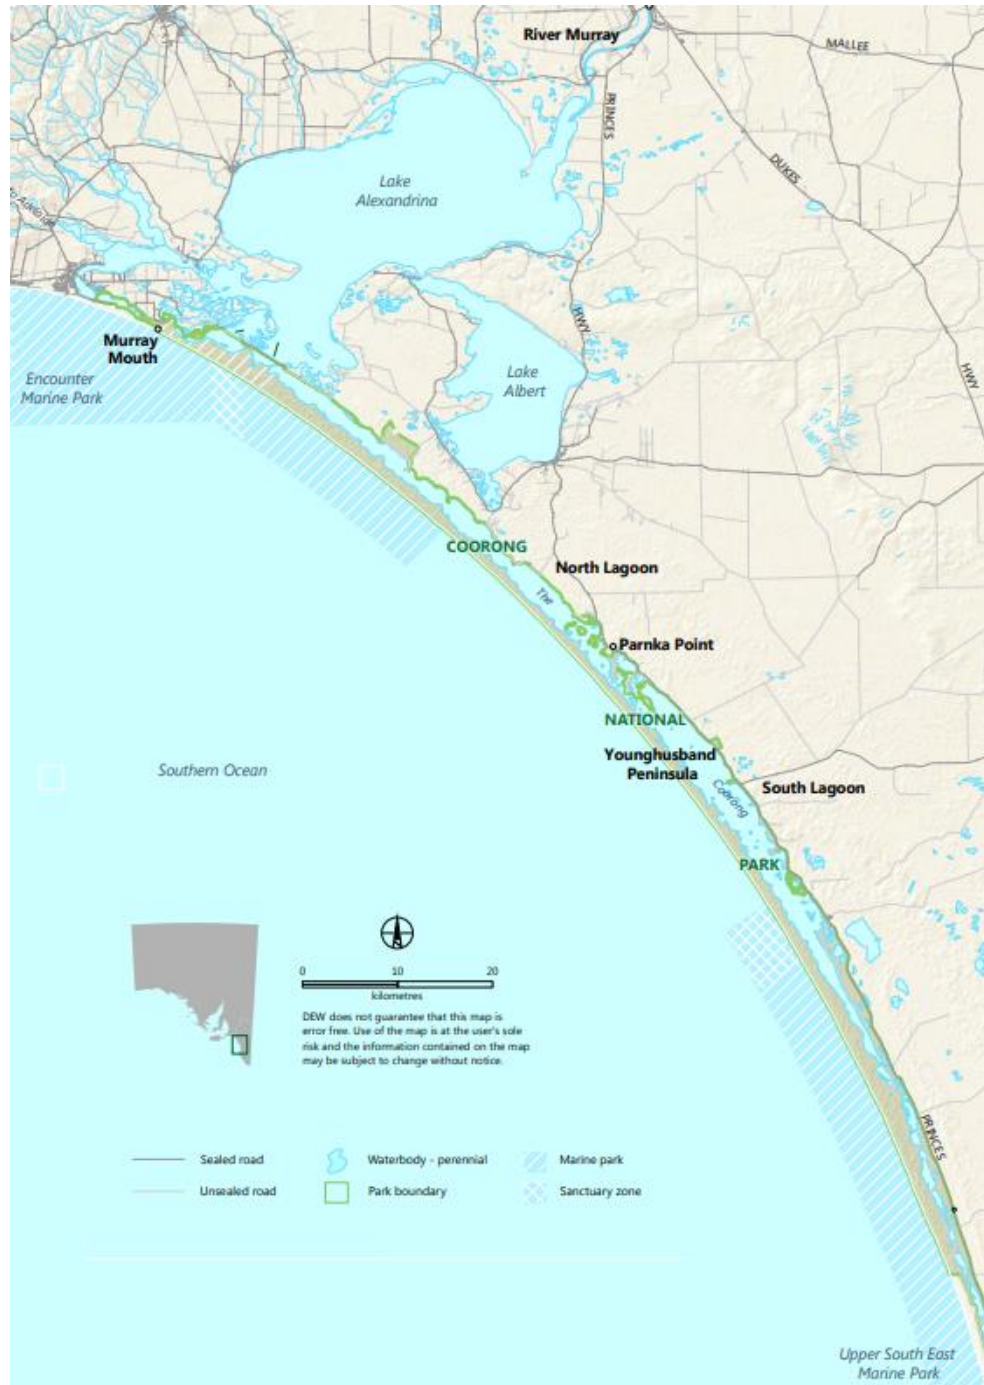 River Murray
MALLEE
PRINCES
DUKES
Lake
Alexandrina
to Adelaide
HWY
Murray
Mouth
Encounter
Marine Park
Lake
Albert
HWY
COORONG
North Lagoon
The
Parnka Point
NATIONAL
Younghusband
Peninsula
Southern Ocean
Coorong
South Lagoon
PARK
0 10 20
kilometres
DEW does not guarantee that this map is
error free. Use of the map is at the user's sole
risk and the information contained on the map
may be subject to change without notice.
PRINCES
Sealed road
Waterbody - perennial
Marine park
Unsealed road
Park boundary
Sanctuary zone
Upper South East
Marine Park